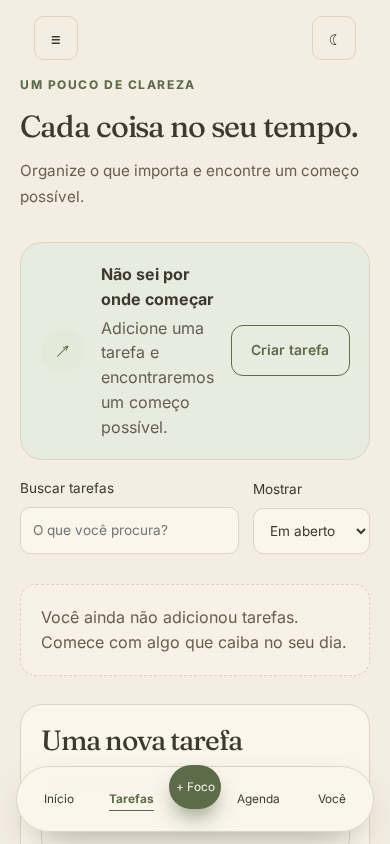 UM POUCO DE CLAREZA
Cada coisa no seu tempo.
Organize o que importa e encontre um começo
possível.
Não sei por
onde começar
Adicione uma
tarefa e
encontraremos
um começo
possível.
Criar tarefa
Buscar tarefas
Mostrar
O que você procura?
Em aberto
Você ainda não adicionou tarefas.
Comece com algo que caiba no seu dia.
Uma nova tarefa
Início
Tarefas
+ Foco
Agenda
Você